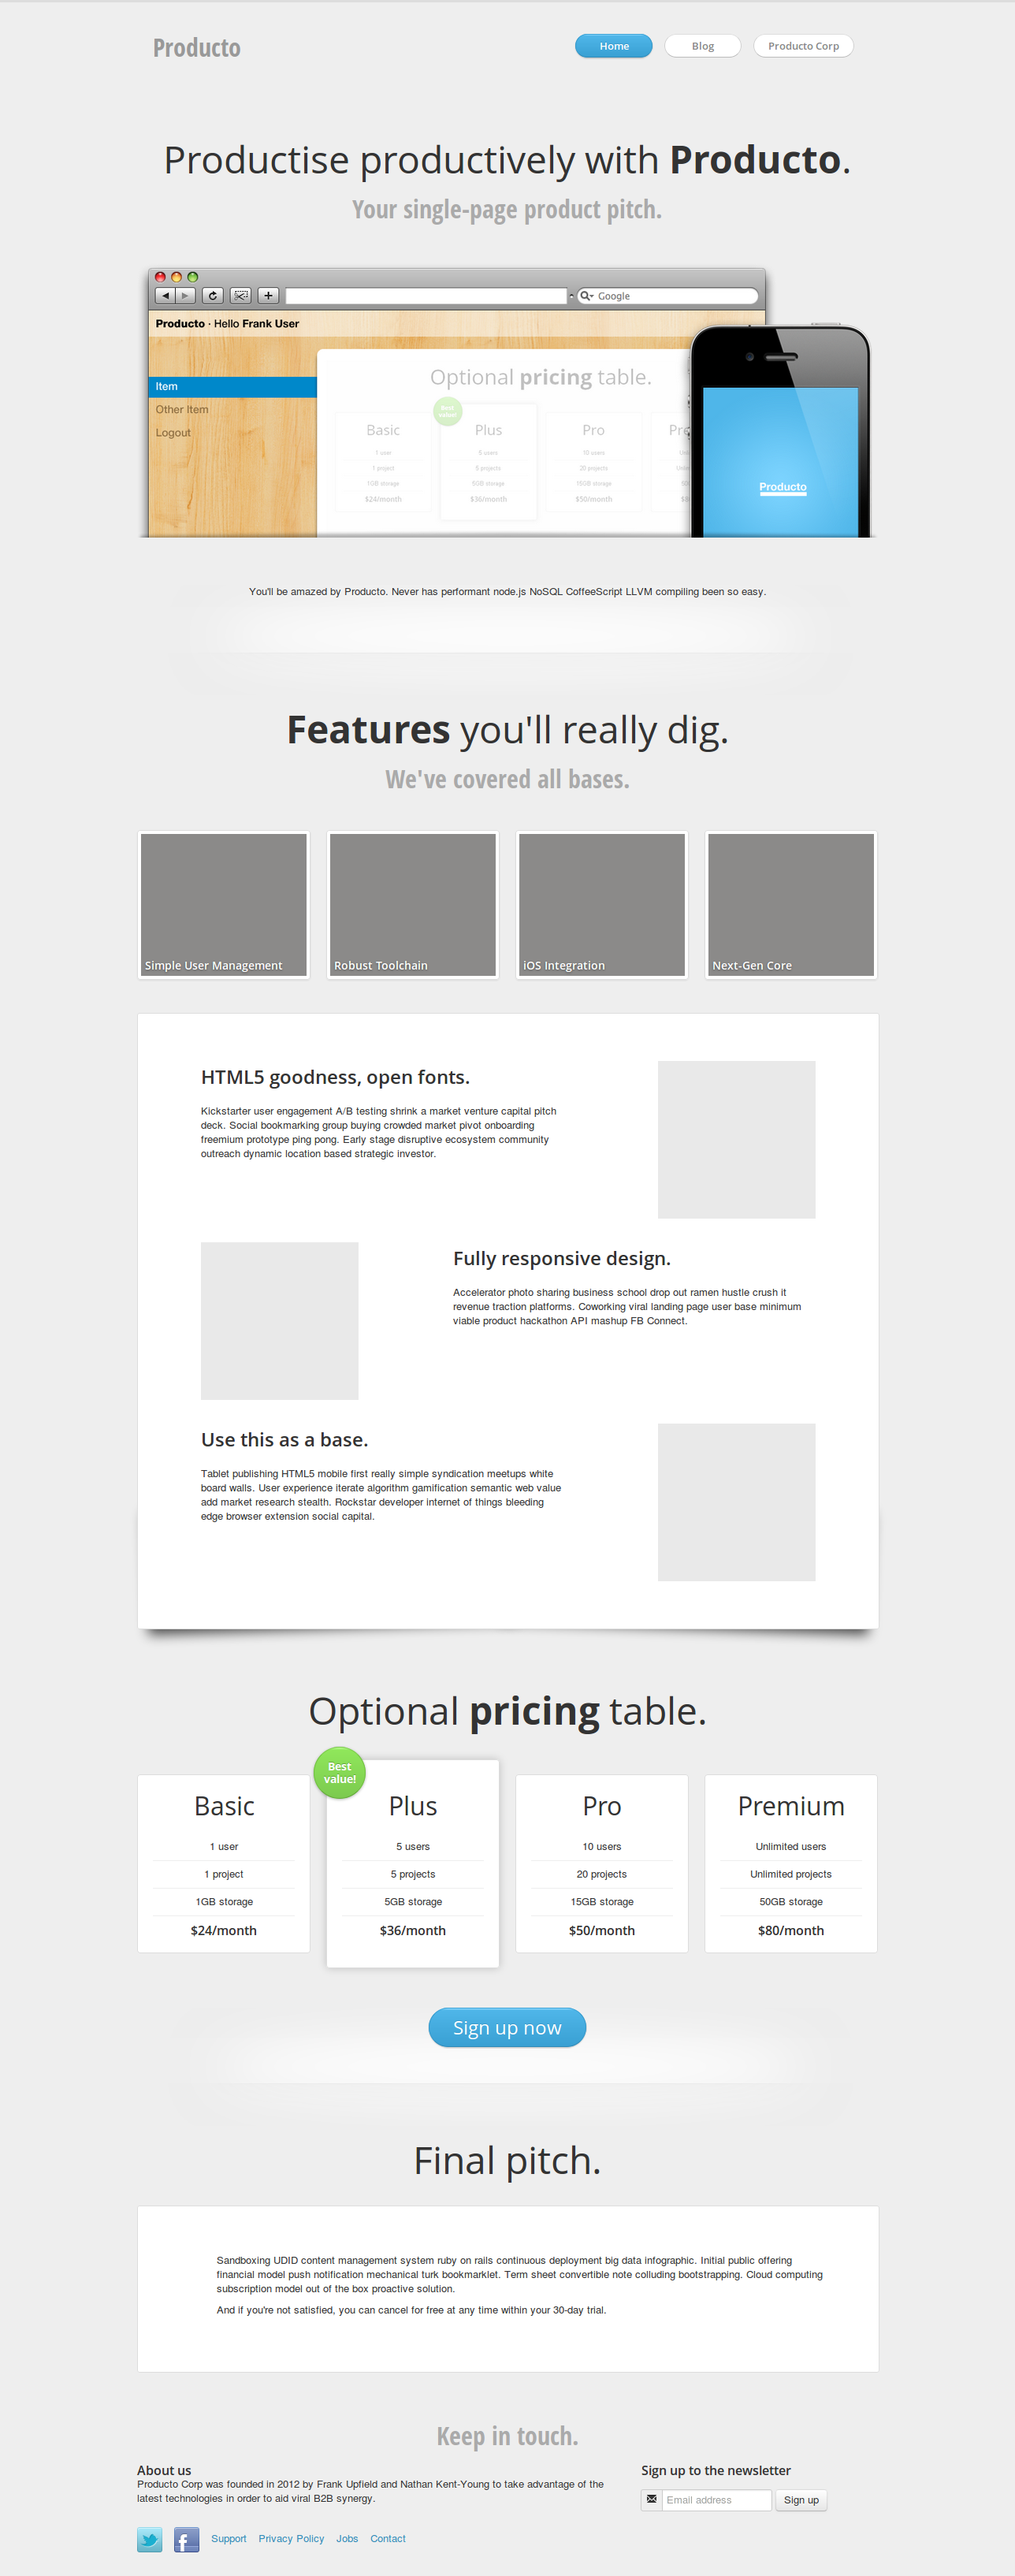 Producto
Home
Blog
Producto Corp
Productise productively with Producto.
Your single-page product pitch.
Google
Producto · Hello Frank User
Item
Other Item
Logout
Optional pricing table.
Best value!
Basic
1 user
1 project
1GB storage
$24/month
Plus
5 users
5 projects
5GB storage
$36/month
Pro
10 users
20 projects
15GB storage
$50/month
Producto
You'll be amazed by Producto. Never has performant node.js NoSQL CoffeeScript LLVM compiling been so easy.
Features you'll really dig.
We've covered all bases.
Simple User Management
Robust Toolchain
iOS Integration
Next-Gen Core
HTML5 goodness, open fonts.
Kickstarter user engagement A/B testing shrink a market venture capital pitch
deck. Social bookmarking group buying crowded market pivot onboarding
freemium prototype ping pong. Early stage disruptive ecosystem community
outreach dynamic location based strategic investor.
Fully responsive design.
Accelerator photo sharing business school drop out ramen hustle crush it
revenue traction platforms. Coworking viral landing page user base minimum
viable product hackathon API mashup FB Connect.
Use this as a base.
Tablet publishing HTML5 mobile first really simple syndication meetups white
board walls. User experience iterate algorithm gamification semantic web value
add market research stealth. Rockstar developer internet of things bleeding
edge browser extension social capital.
Optional pricing table.
Best
value!
Basic
1 user
1 project
1GB storage
$24/month
Plus
5 users
5 projects
5GB storage
$36/month
Pro
10 users
20 projects
15GB storage
$50/month
Premium
Unlimited users
Unlimited projects
50GB storage
$80/month
Sign up now
Final pitch.
Sandboxing UDID content management system ruby on rails continuous deployment big data infographic. Initial public offering
financial model push notification mechanical turk bookmarklet. Term sheet convertible note colluding bootstrapping. Cloud computing
subscription model out of the box proactive solution.
And if you're not satisfied, you can cancel for free at any time within your 30-day trial.
Keep in touch.
About us
Producto Corp was founded in 2012 by Frank Upfield and Nathan Kent-Young to take advantage of the
latest technologies in order to aid viral B2B synergy.
Support
Privacy Policy
Jobs
Contact
Sign up to the newsletter
Email address
Sign up